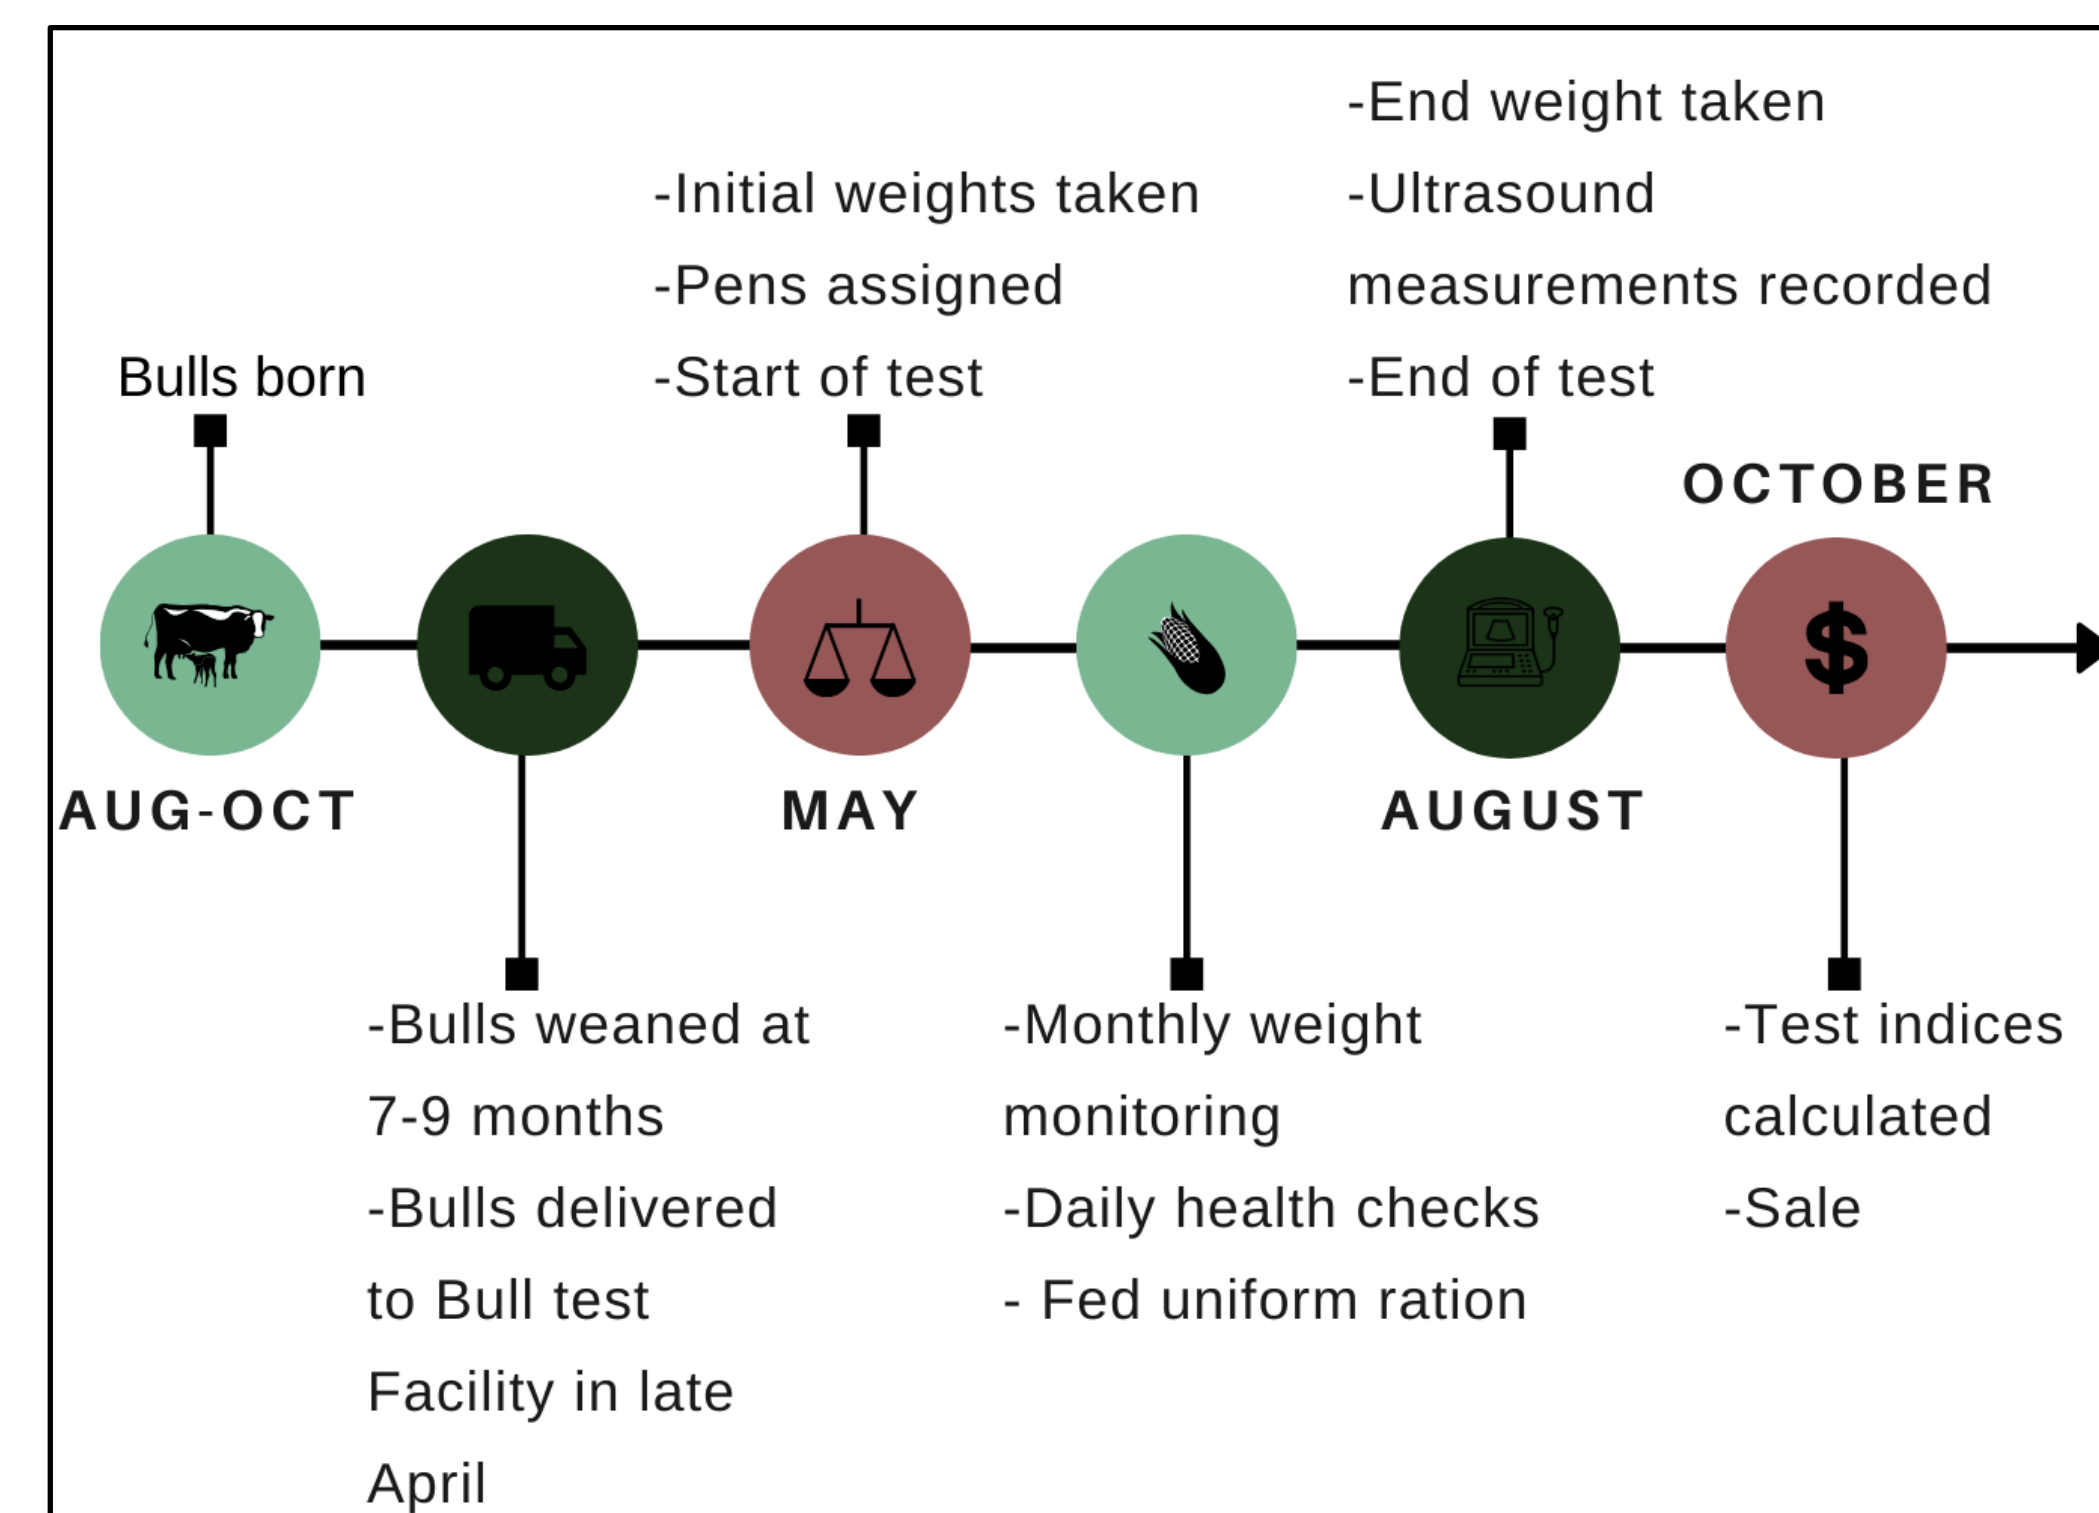 Bulls born
AUG-OCT
-Bulls weaned at
7-9 months
-Bulls delivered
to Bull test
Facility in late
April
-Initial weights taken
-Pens assigned
-Start of test
MAY
-Monthly weight
monitoring
-Daily health checks
- Fed uniform ration
-End weight taken
-Ultrasound
measurements recorded
-End of test
AUGUST
OCTOBER
$
-Test indices
calculated
-Sale